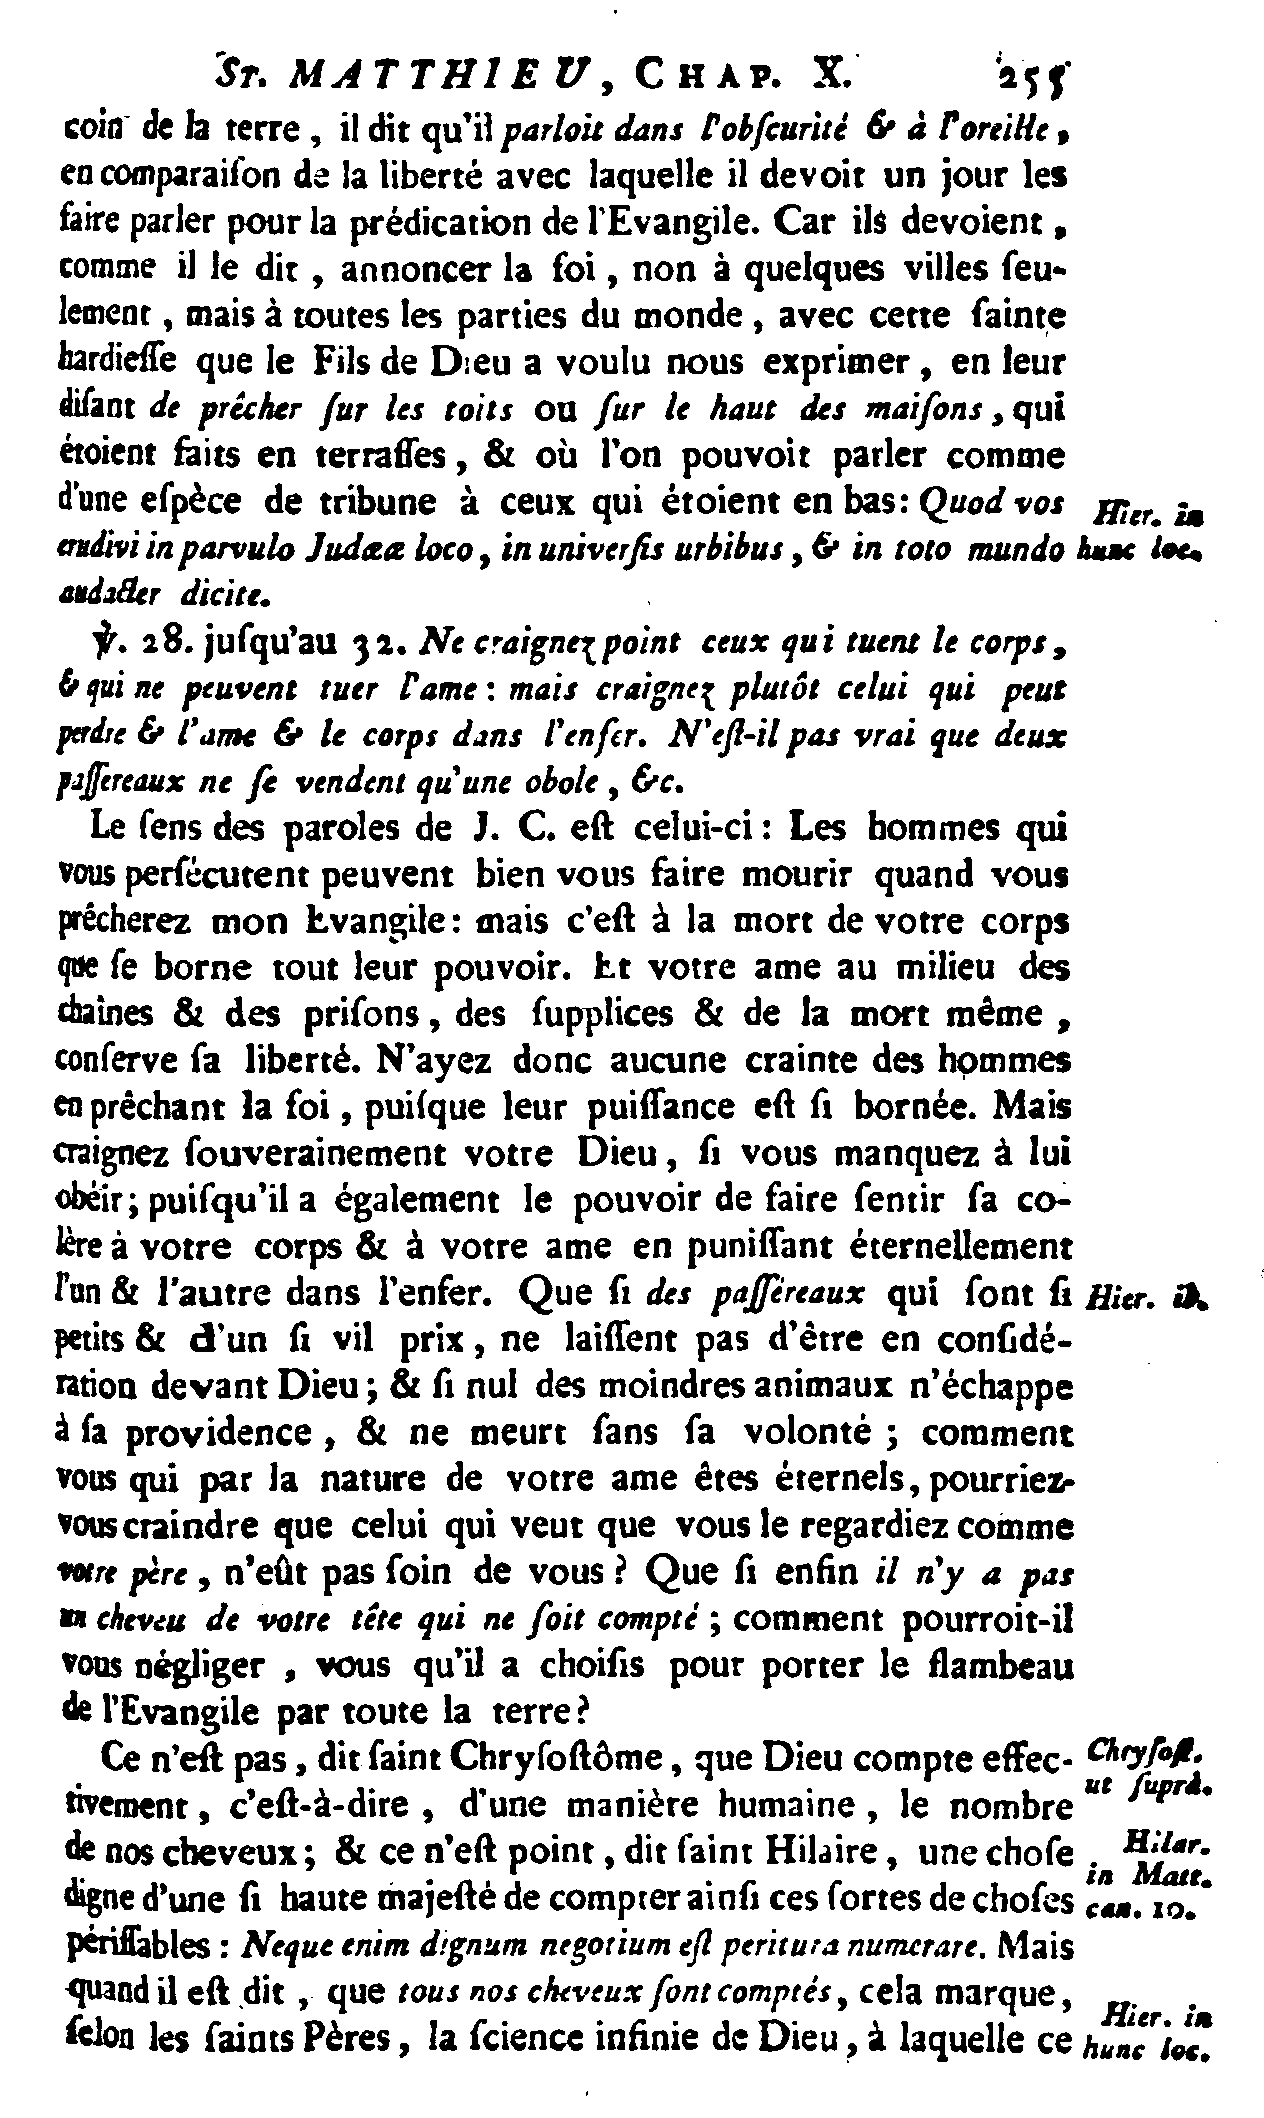 St. MATTHIEU, CHAP. X. 255
coin de la terre, il dit qu'il parloit dans l'obſcurité & à l'oreille,
en comparaiſon de la liberté avec laquelle il devoit un jour les
faire parler pour la prédication de l'Evangile. Car ils devoient,
comme il le dit, annoncer la foi, non à quelques villes ſeu-
lement, mais à toutes les parties du monde, avec cette ſainte
hardieſſe que le Fils de Dieu a voulu nous exprimer, en leur
diſant de prêcher ſur les toits ou ſur le haut des maiſons, qui
étoient faits en terraſſes, & où l'on pouvoit parler comme
d'une eſpèce de tribune à ceux qui étoient en bas: Quod vos
Hier. in
audivi in parvulo Judææ loco, in univerſis urbibus, & in toto mundo
hunc loc.
audacter dicite.
℣. 28. juſqu'au 32. Ne craignez point ceux qui tuent le corps,
& qui ne peuvent tuer l'ame: mais craignez plutôt celui qui peut
perdre & l'ame & le corps dans l'enfer. N'eſt-il pas vrai que deux
paſſereaux ne ſe vendent qu'une obole, &c.
Le ſens des paroles de J. C. eſt celui-ci: Les hommes qui
vous perſécutent peuvent bien vous faire mourir quand vous
prêcherez mon Evangile: mais c'eſt à la mort de votre corps
que ſe borne tout leur pouvoir. Et votre ame au milieu des
chaînes & des priſons, des ſupplices & de la mort même,
conſerve ſa liberté. N'ayez donc aucune crainte des hommes
en prêchant la foi, puiſque leur puiſſance eſt ſi bornée. Mais
craignez ſouverainement votre Dieu, ſi vous manquez à lui
obéir; puiſqu'il a également le pouvoir de faire ſentir ſa co-
lère à votre corps & à votre ame en puniſſant éternellement
l'un & l'autre dans l'enfer. Que ſi des paſſereaux qui ſont ſi
Hier. ib.
petits & d'un ſi vil prix, ne laiſſent pas d'être en conſidé-
ration devant Dieu; & ſi nul des moindres animaux n'échappe
à ſa providence, & ne meurt ſans ſa volonté; comment
vous qui par la nature de votre ame êtes éternels, pourriez-
vous craindre que celui qui veut que vous le regardiez comme
votre père, n'eût pas ſoin de vous? Que ſi enfin il n'y a pas
un cheveu de votre tête qui ne ſoit compté; comment pourroit-il
vous négliger, vous qu'il a choiſis pour porter le flambeau
de l'Evangile par toute la terre?
Ce n'eſt pas, dit ſaint Chryſoſtôme, que Dieu compte effec-
Chryſoſt.
tivement, c'eſt-à-dire, d'une manière humaine, le nombre
ut ſuprà.
de nos cheveux; & ce n'eſt point, dit ſaint Hilaire, une choſe
Hilar.
in Matt.
digne d'une ſi haute majeſté de compter ainſi ces ſortes de choſes
can. 10.
périſſables: Neque enim dignum negotium eſt peritura numerare. Mais
quand il eſt dit, que tous nos cheveux ſont comptés, cela marque,
Hier. in
ſelon les ſaints Pères, la ſcience infinie de Dieu, à laquelle ce
hunc loc.